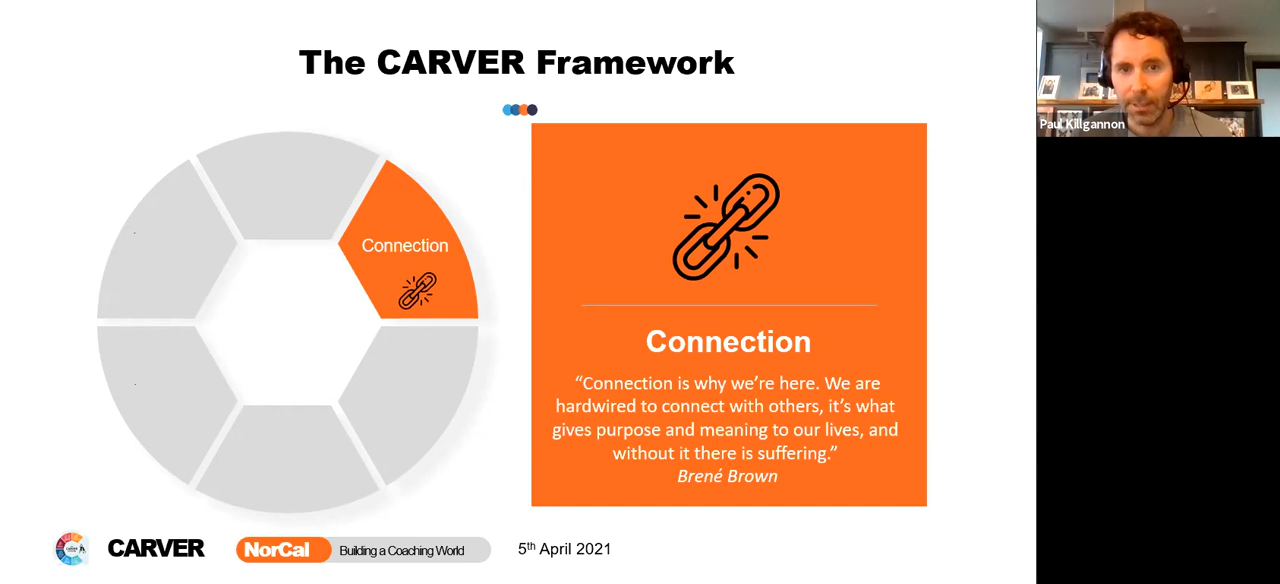 The CARVER Framework
Connection
Connection
“Connection is why we’re here. We are
hardwired to connect with others, it’s what
gives purpose and meaning to our lives, and
without it there is suffering.”
Brené Brown
CARVER
NorCal
Building a Coaching World
5th April 2021
Paul Killgannon